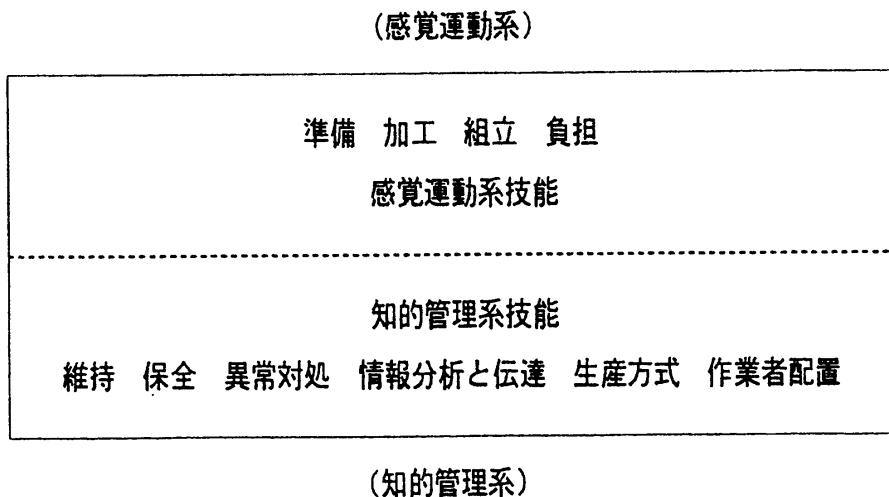 (感覚運動系)
準備 加工 組立 負担
感覚運動系技能
知的管理系技能
維持 保全 異常対処 情報分析と伝達 生産方式 作業者配置
(知的管理系)